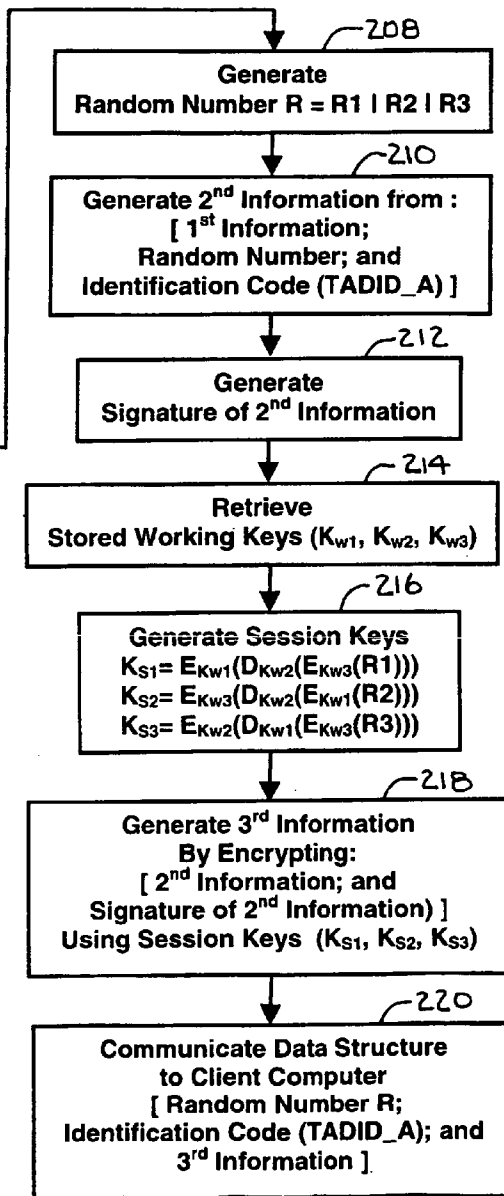 208
Generate
Random Number R = R1 | R2 | R3
210
Generate 2nd Information from :
[ 1st Information;
Random Number; and
Identification Code (TADID_A) ]
212
Generate
Signature of 2nd Information
214
Retrieve
Stored Working Keys (Kw1, Kw2, Kw3)
216
Generate Session Keys
KS1= EKw1(DKw2(EKw3(R1)))
KS2= EKw3(DKw2(EKw1(R2)))
KS3= EKw2(DKw1(EKw3(R3)))
218
Generate 3rd Information
By Encrypting:
[ 2nd Information; and
Signature of 2nd Information) ]
Using Session Keys (KS1, KS2, KS3)
220
Communicate Data Structure
to Client Computer
[ Random Number R;
Identification Code (TADID_A); and
3rd Information ]